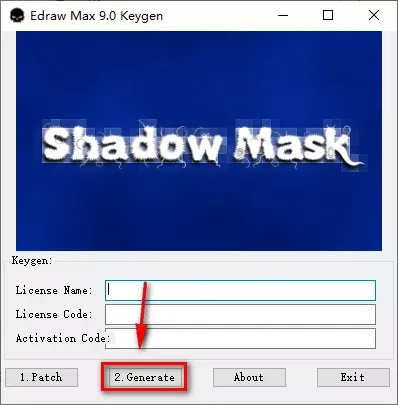 Edraw Max 9.0 Keygen
Shadow Mask
Keygen:
License Name:
License Code:
Activation Code:
1.Patch 2.Generate About Exit